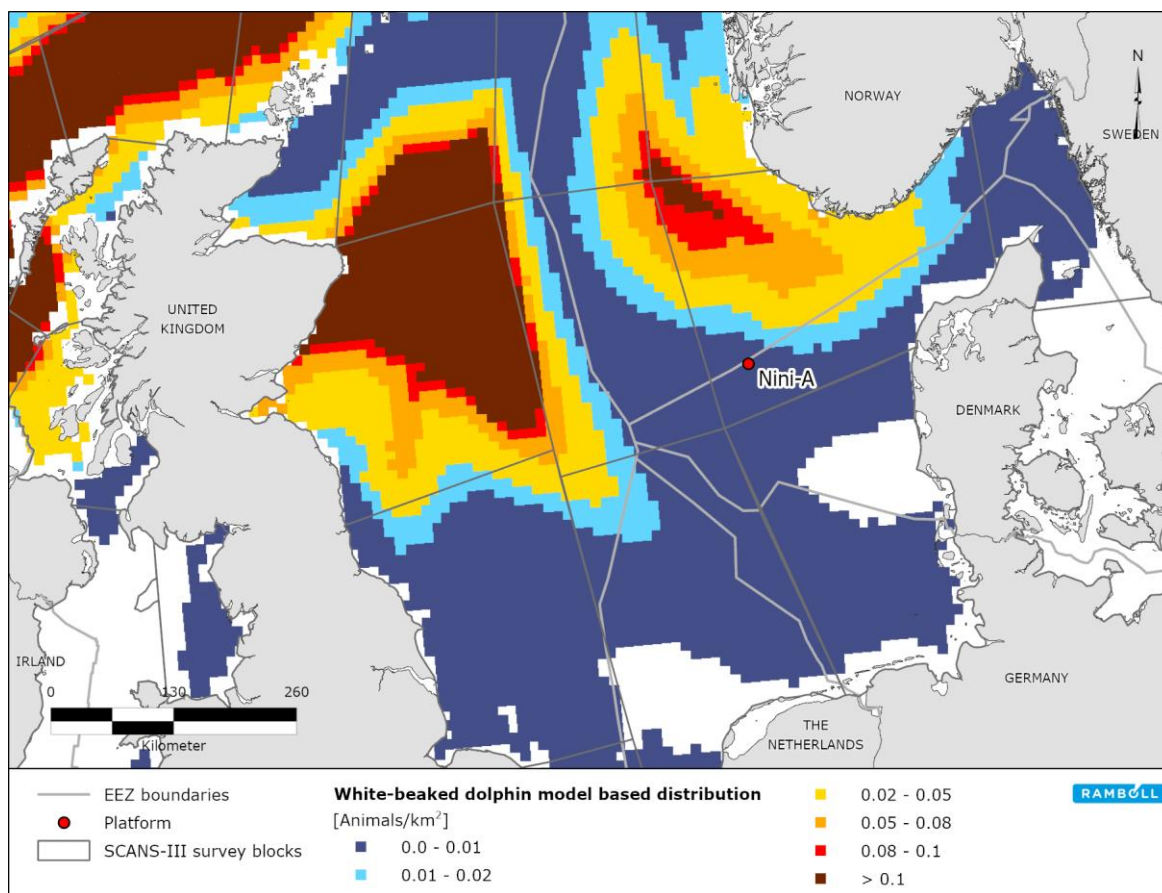 N
NORWAY
SWEDEN
UNITED
KINGDOM
Nini-A
DENMARK
IRLAND
0 130 260
Kilometer
GERMANY
THE
NETHERLANDS
EEZ boundaries
Platform
SCANS-III survey blocks
White-beaked dolphin model based distribution
[Animals/km²]
0.0 - 0.01
0.01 - 0.02
0.02 - 0.05
0.05 - 0.08
0.08 - 0.1
> 0.1
RAMBOLL